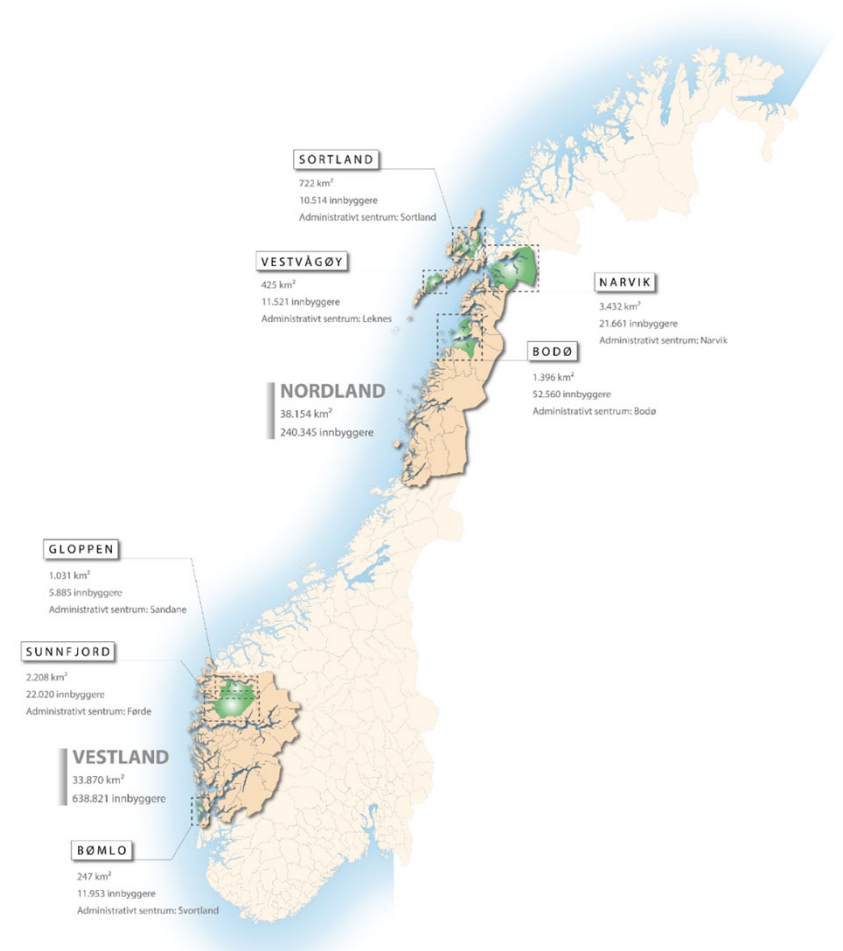 SORTLAND
722 km²
10.514 innbyggere
Administrativt sentrum: Sortland
VESTVÅGØY
425 km²
11.521 innbyggere
Administrativt sentrum: Leknes
NARVIK
3.432 km²
21.661 innbyggere
Administrativt sentrum: Narvik
BODØ
1.396 km²
52.560 innbyggere
Administrativt sentrum: Bodø
NORDLAND
38.154 km²
240.345 innbyggere
GLOPPEN
1.031 km²
5.885 innbyggere
Administrativt sentrum: Sandane
SUNNFJORD
2.208 km²
22.020 innbyggere
Administrativt sentrum: Førde
VESTLAND
33.870 km²
638.821 innbyggere
BØMLO
247 km²
11.953 innbyggere
Administrativt sentrum: Svortland